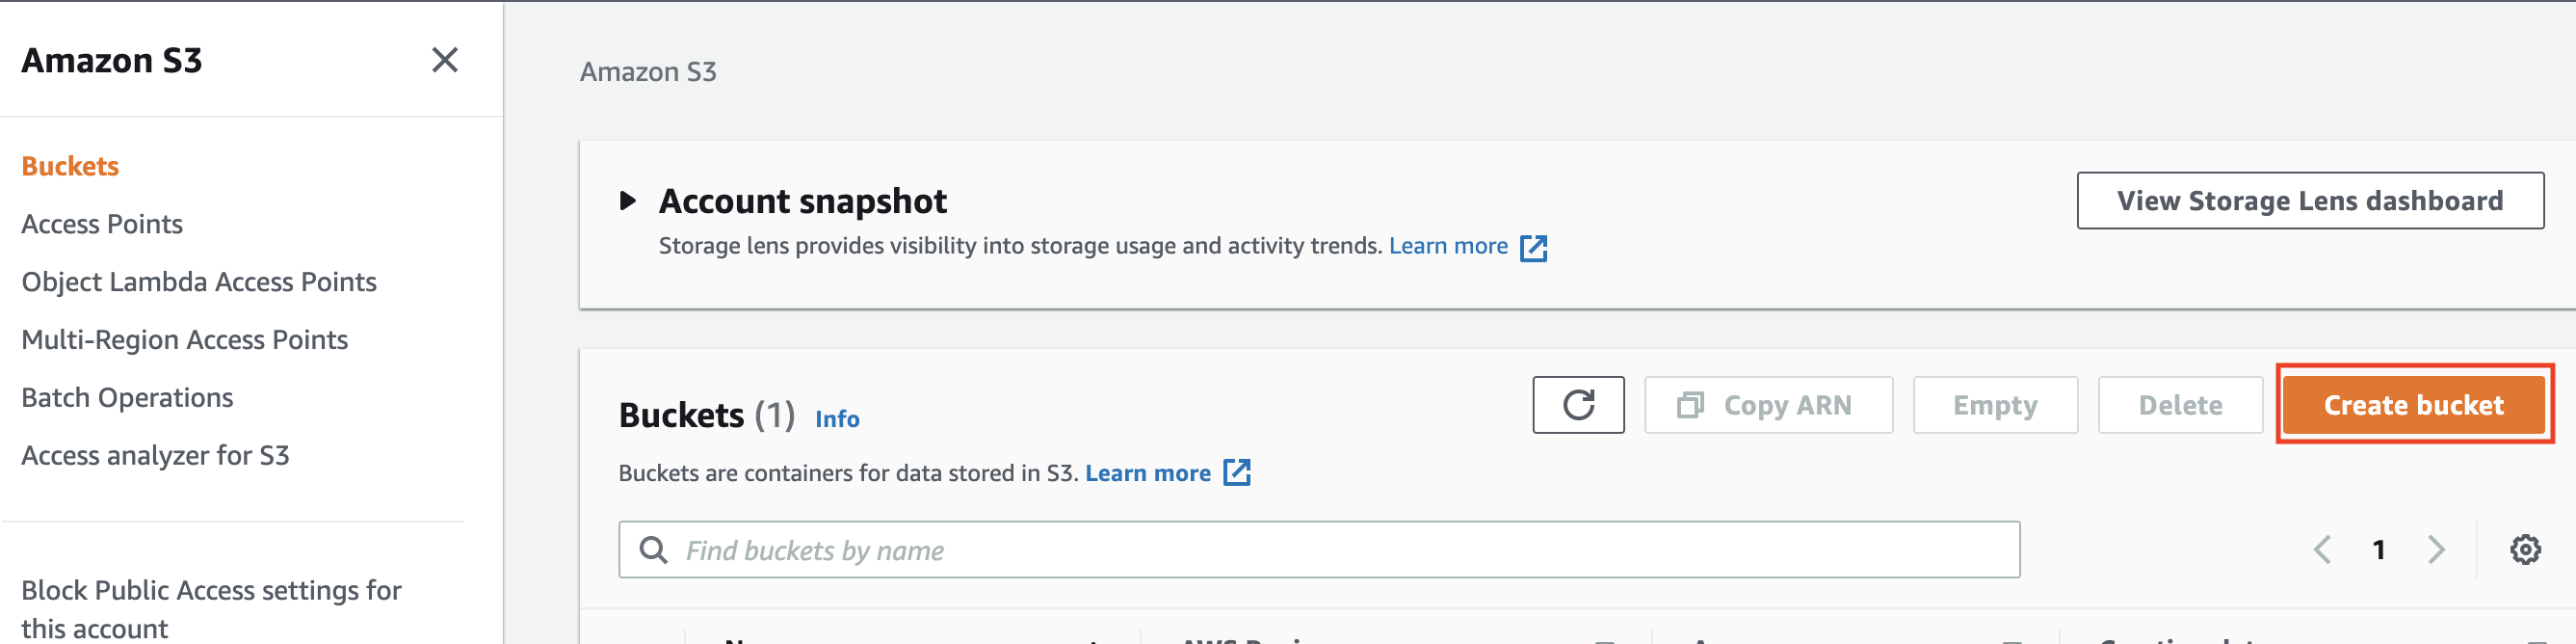 Amazon S3
Buckets
Access Points
Object Lambda Access Points
Multi-Region Access Points
Batch Operations
Access analyzer for S3
Block Public Access settings for
this account
Amazon S3
Account snapshot
View Storage Lens dashboard
Storage lens provides visibility into storage usage and activity trends. Learn more
Buckets (1) Info
Copy ARN
Empty
Delete
Create bucket
Buckets are containers for data stored in S3. Learn more
Find buckets by name
1